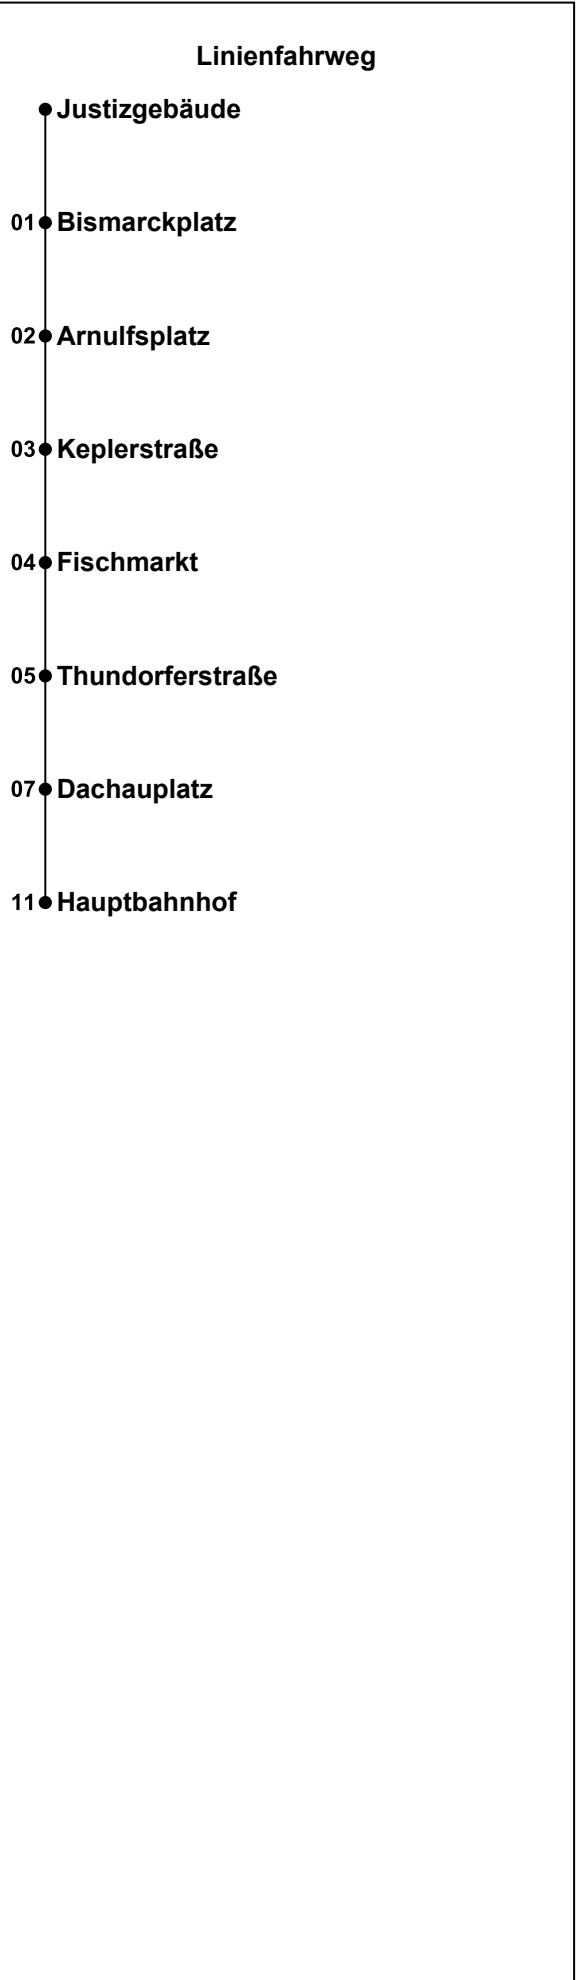 Linienfahrweg
Justizgebäude
01 Bismarckplatz
02 Arnulfsplatz
03 Keplerstraße
04 Fischmarkt
05 Thundorferstraße
07 Dachauplatz
11 Hauptbahnhof